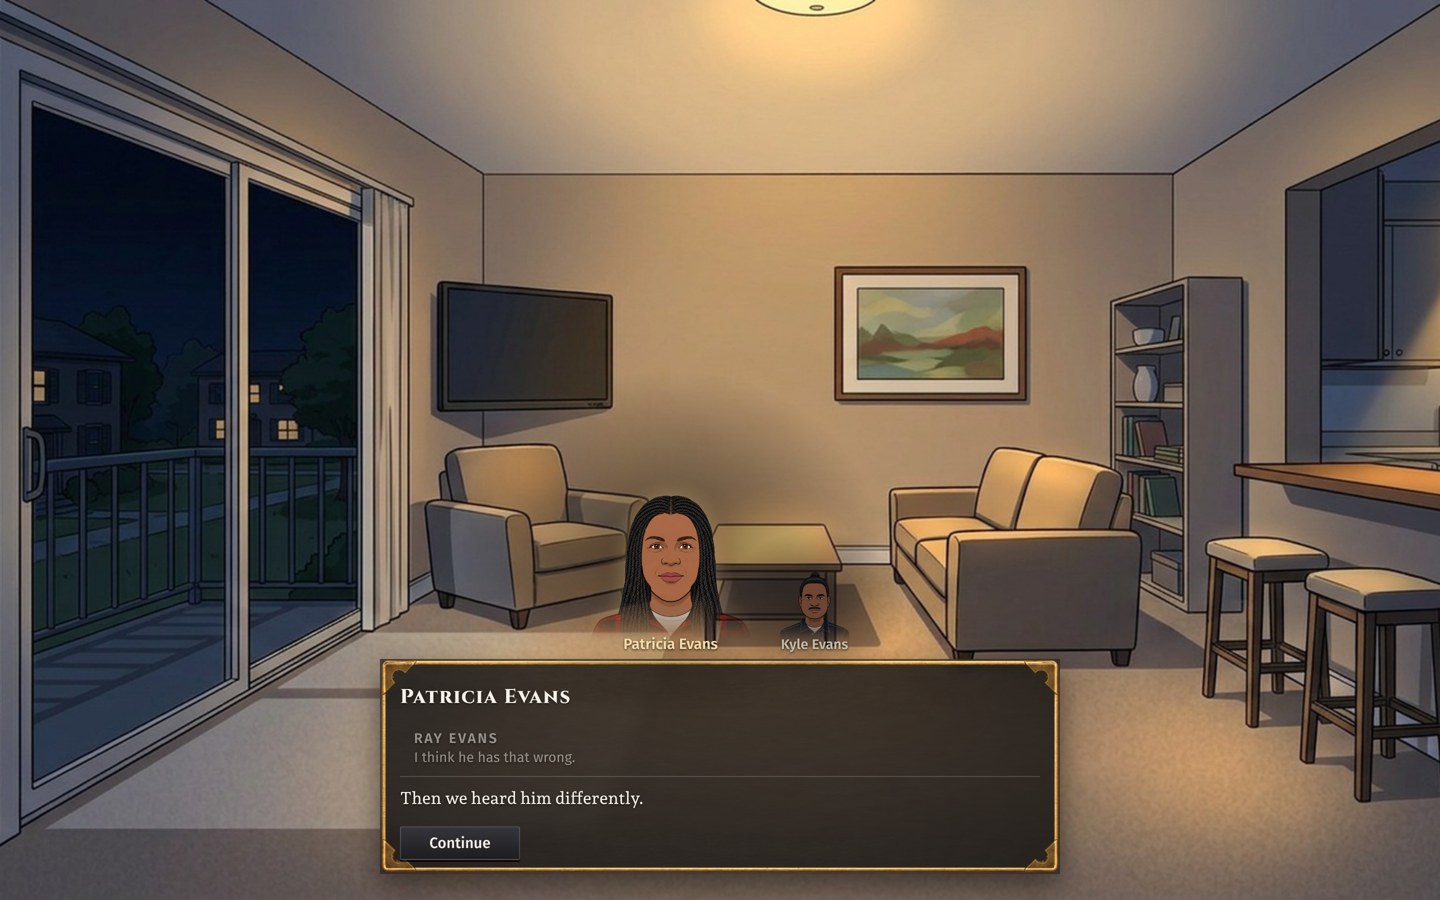 Patricia Evans
Kyle Evans
Patricia Evans
RAY EVANS
I think he has that wrong.
Then we heard him differently.
Continue